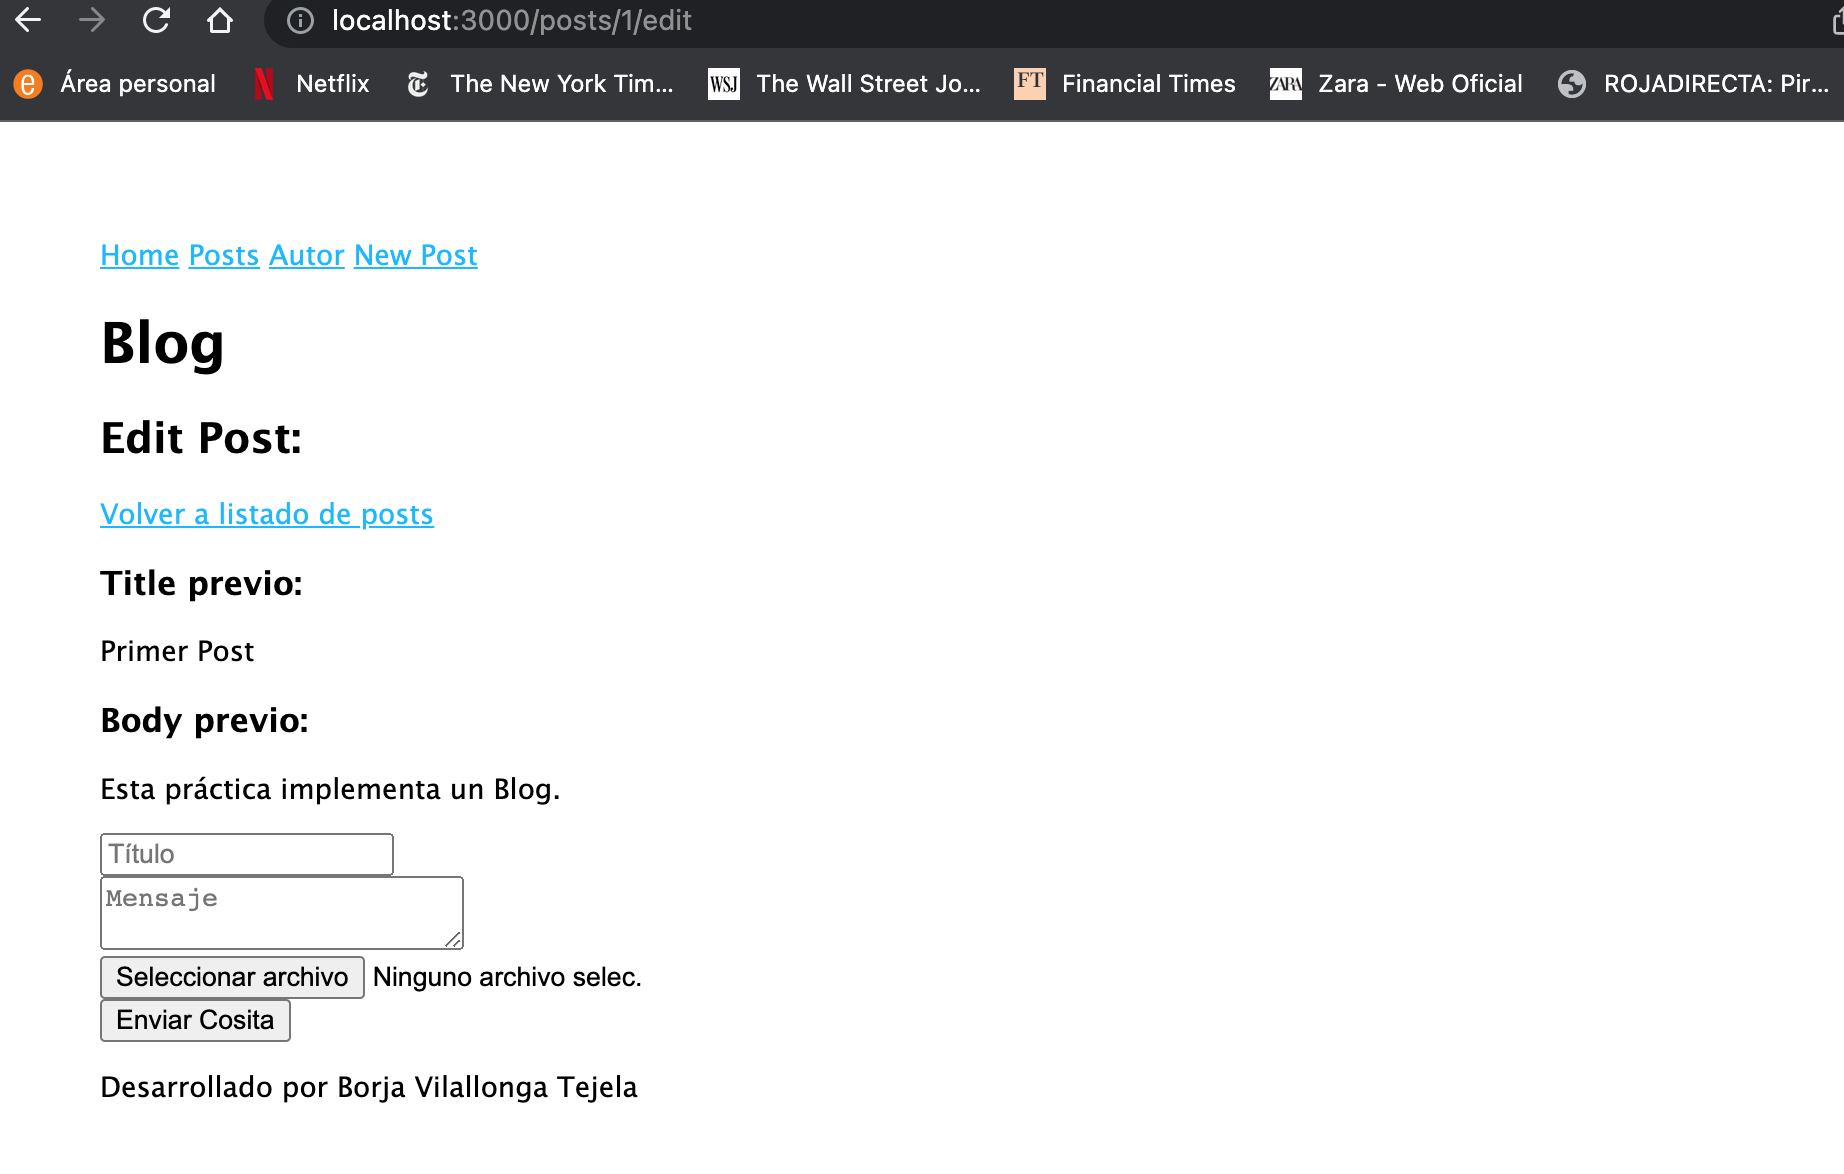 localhost:3000/posts/1/edit
Área personal Netflix The New York Tim... WSJ The Wall Street Jo... FT Financial Times ZARA Zara - Web Oficial ROJADIRECTA: Pir...
Home Posts Autor New Post
Blog
Edit Post:
Volver a listado de posts
Title previo:
Primer Post
Body previo:
Esta práctica implementa un Blog.
Título
Mensaje
Seleccionar archivo Ninguno archivo selec.
Enviar Cosita
Desarrollado por Borja Vilallonga Tejela